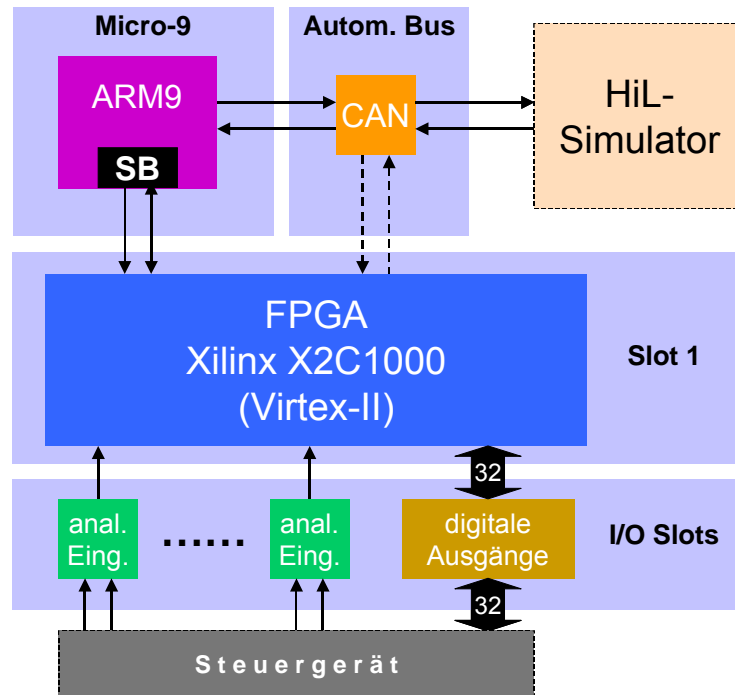 Micro-9
Autom. Bus
ARM9
SB
CAN
HiL-
Simulator
FPGA
Xilinx X2C1000
(Virtex-II)
Slot 1
32
anal.
Eing.
......
anal.
Eing.
digitale
Ausgänge
I/O Slots
32
Steuergerät